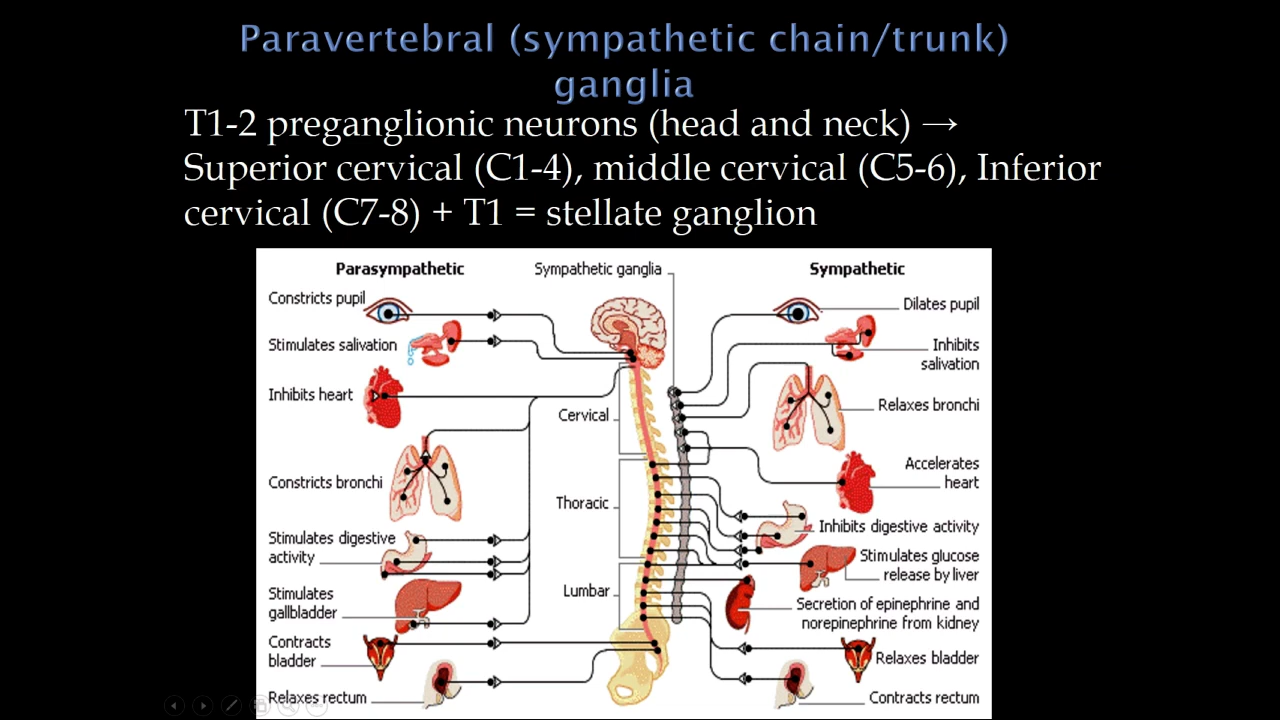 Paravertebral (sympathetic chain/trunk)
ganglia
T1-2 preganglionic neurons (head and neck) →
Superior cervical (C1-4), middle cervical (C5-6), Inferior
cervical (C7-8) + T1 = stellate ganglion
Parasympathetic
Sympathetic ganglia
Sympathetic
Constricts pupil
Stimulates salivation
Inhibits heart
Constricts bronchi
Stimulates digestive
activity
Stimulates
gallbladder
Contracts
bladder
Relaxes rectum
Cervical
Thoracic
Lumbar
Dilates pupil
Inhibits
salivation
Relaxes bronchi
Accelerates
heart
Inhibits digestive activity
Stimulates glucose
release by liver
Secretion of epinephrine and
norepinephrine from kidney
Relaxes bladder
Contracts rectum